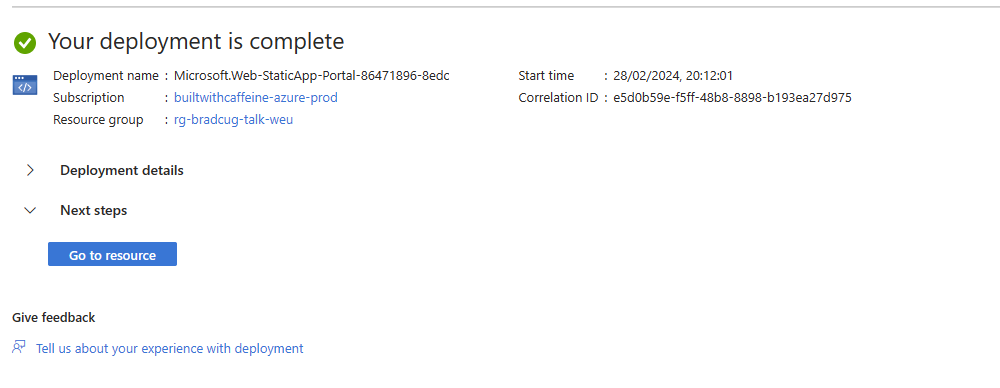 Your deployment is complete
Deployment name : Microsoft.Web-StaticApp-Portal-86471896-8edc
Subscription : builtwithcaffeine-azure-prod
Resource group : rg-bradcug-talk-weu
Start time : 28/02/2024, 20:12:01
Correlation ID : e5d0b59e-f5ff-48b8-8898-b193ea27d975
Deployment details
Next steps
Go to resource
Give feedback
Tell us about your experience with deployment